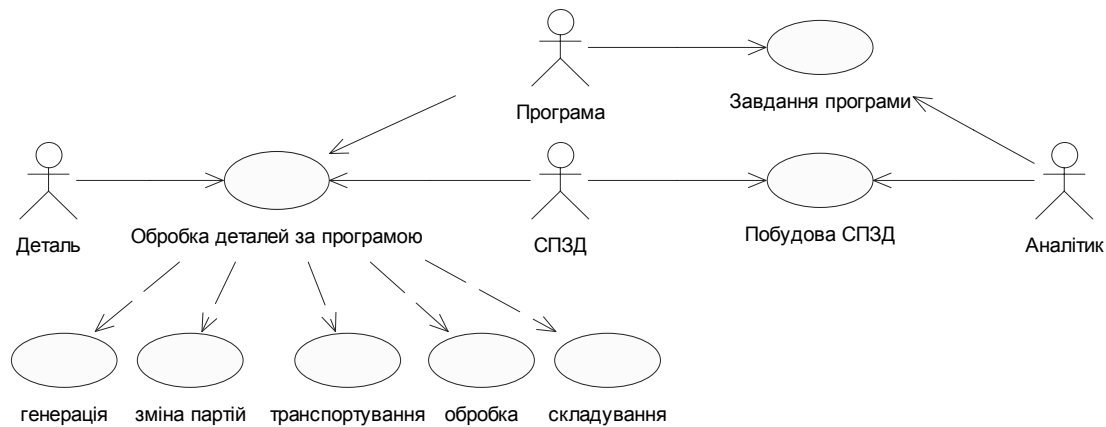 Програма
Завдання програми
Деталь
Обробка деталей за програмою
СПЗД
Побудова СПЗД
Аналітик
генерація
зміна партій
транспортування
обробка
складування